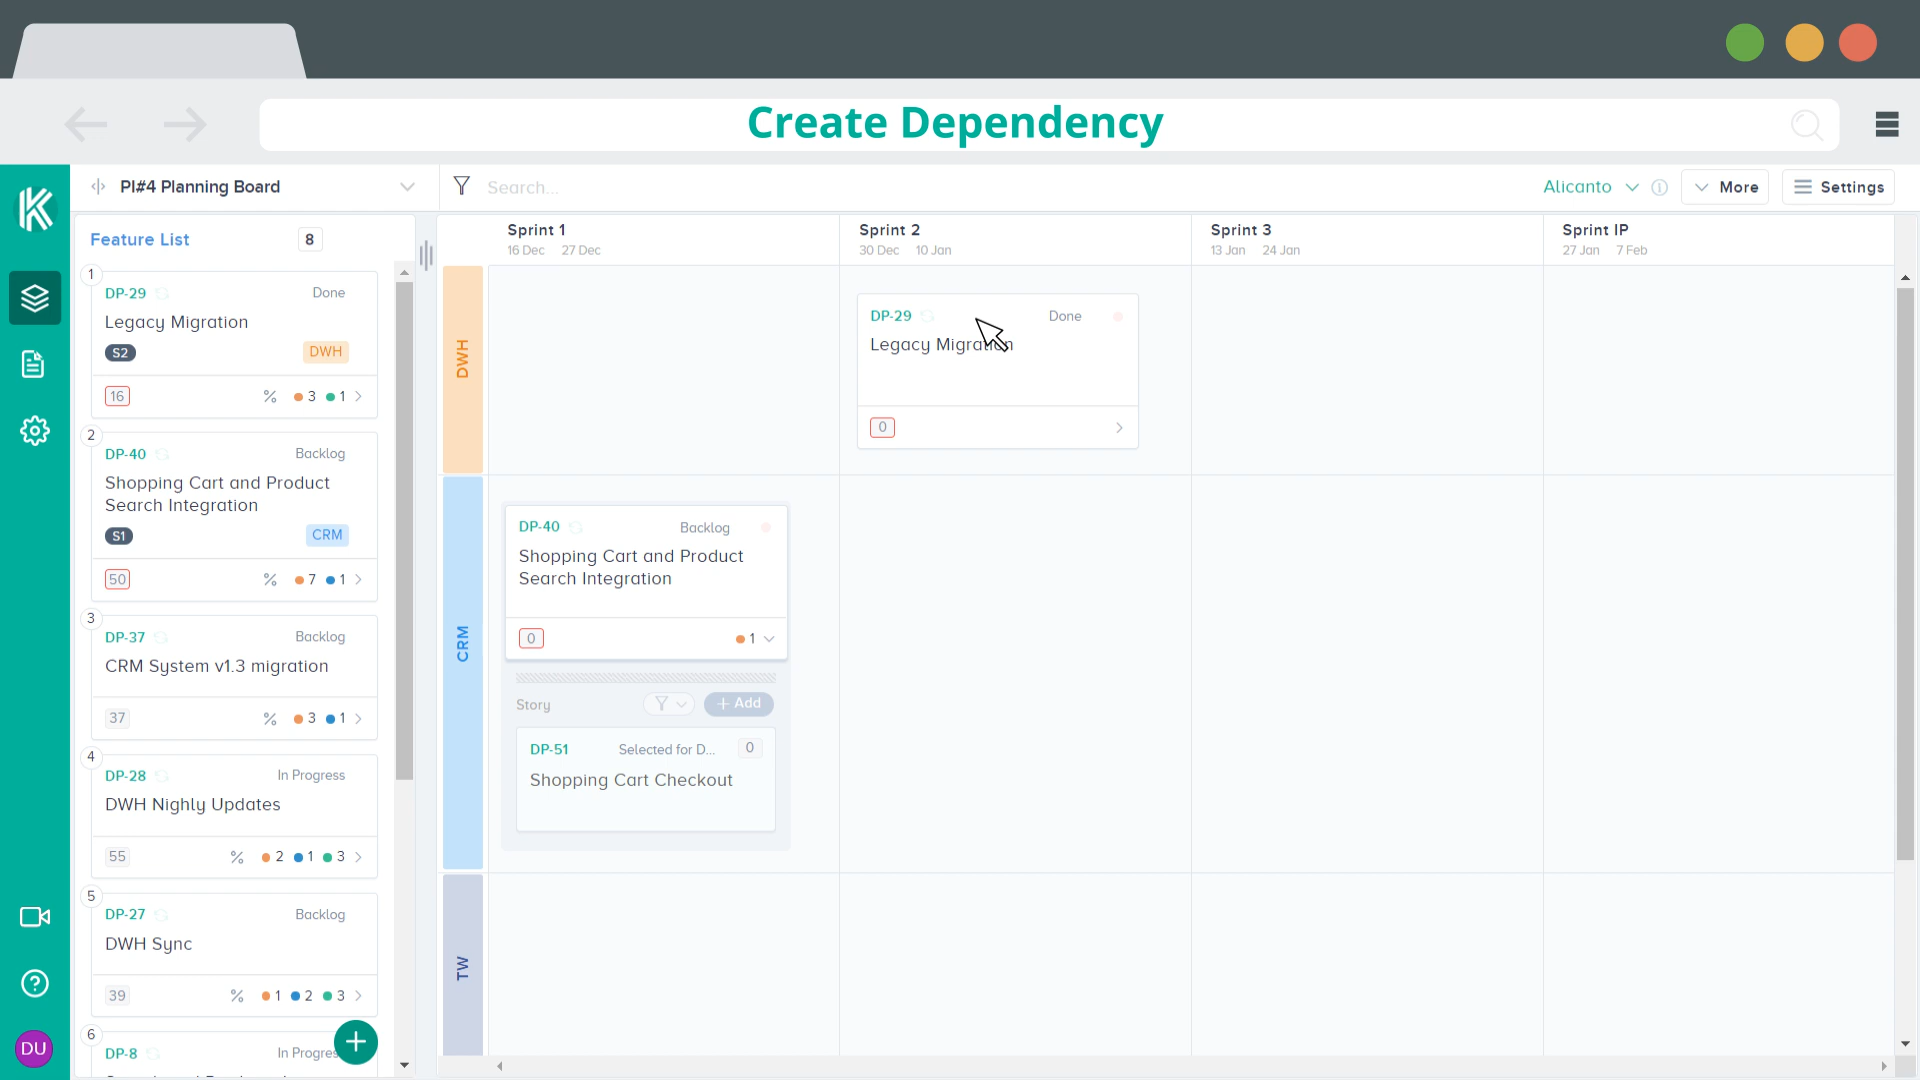 Create Dependency
PI#4 Planning Board
Search...
Alicanto
More
Settings
Feature List 8
1
DP-29 Done
Legacy Migration
S2 DWH
16 % 3 1
2
DP-40 Backlog
Shopping Cart and Product
Search Integration
S1 CRM
50 % 7 1
3
DP-37 Backlog
CRM System v1.3 migration
37 % 3 1
4
DP-28 In Progress
DWH Nighly Updates
55 % 2 1 3
5
DP-27 Backlog
DWH Sync
39 % 1 2 3
6
DP-8 In Progres
DU
Sprint 1
16 Dec 27 Dec
Sprint 2
30 Dec 10 Jan
Sprint 3
13 Jan 24 Jan
Sprint IP
27 Jan 7 Feb
DWH
DP-29 Done
Legacy Migration
0
CRM
DP-40 Backlog
Shopping Cart and Product
Search Integration
0 1
Story + Add
DP-51 Selected for D... 0
Shopping Cart Checkout
TW